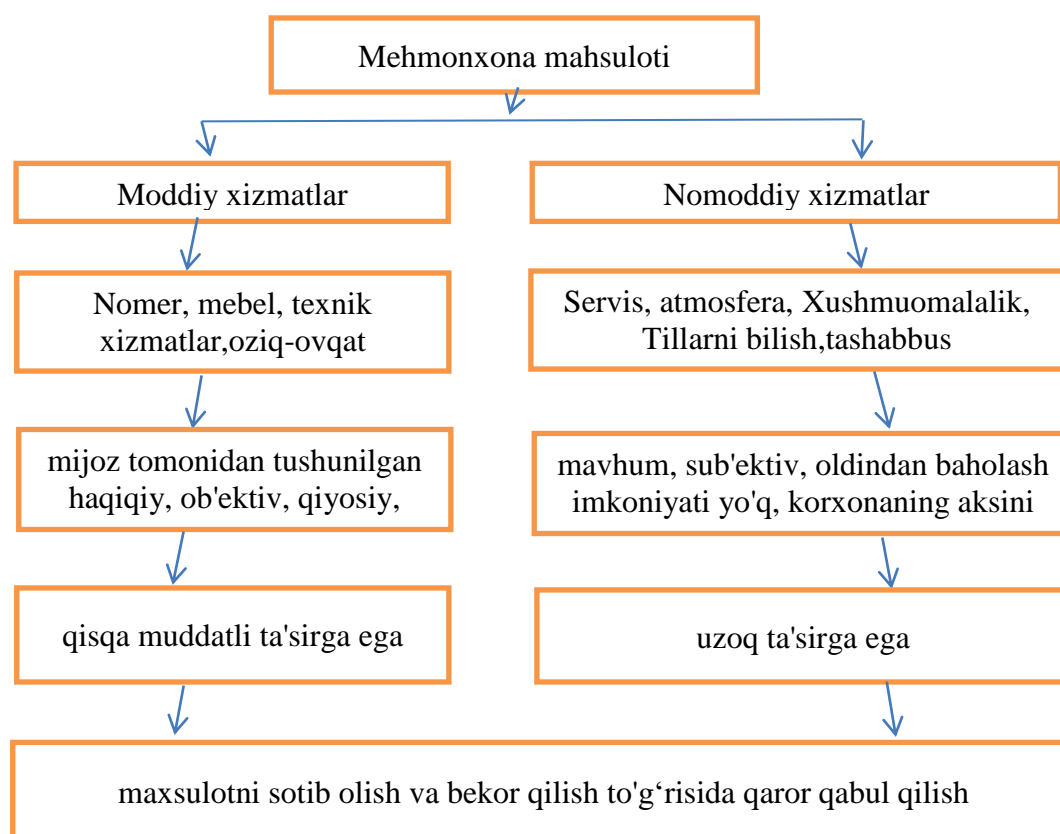 Mehmonxona mahsuloti
Moddiy xizmatlar
Nomoddiy xizmatlar
Nomer, mebel, texnik
xizmatlar,oziq-ovqat
Servis, atmosfera, Xushmuomalalik,
Tillarni bilish,tashabbus
mijoz tomonidan tushunilgan
haqiqiy, ob'ektiv, qiyosiy,
mavhum, sub'ektiv, oldindan baholash
imkoniyati yo'q, korxonaning aksini
qisqa muddatli ta'sirga ega
uzoq ta'sirga ega
maxsulotni sotib olish va bekor qilish to'g‘risida qaror qabul qilish